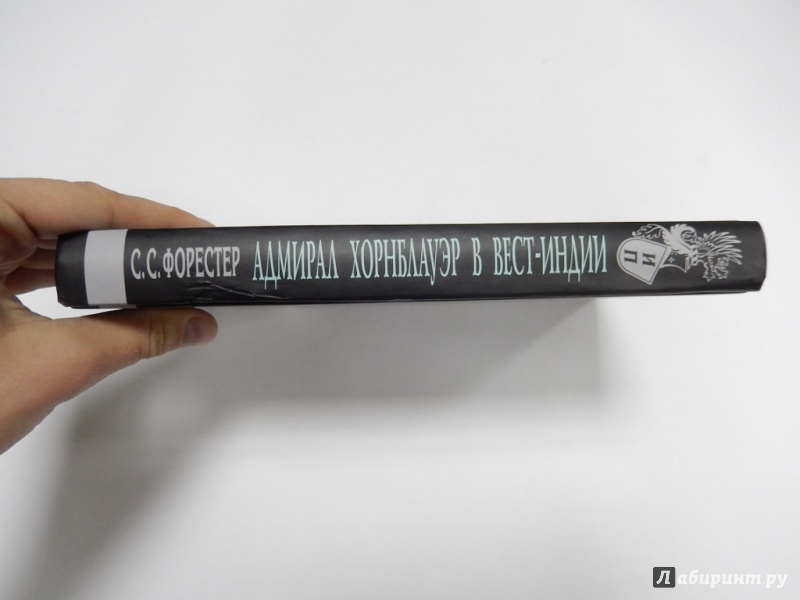 С. С. ФОРЕСТЕР АДМИРАЛ ХОРНБЛАУЭР В ВЕСТ-ИНДИИ
И П
Лабиринт.ру